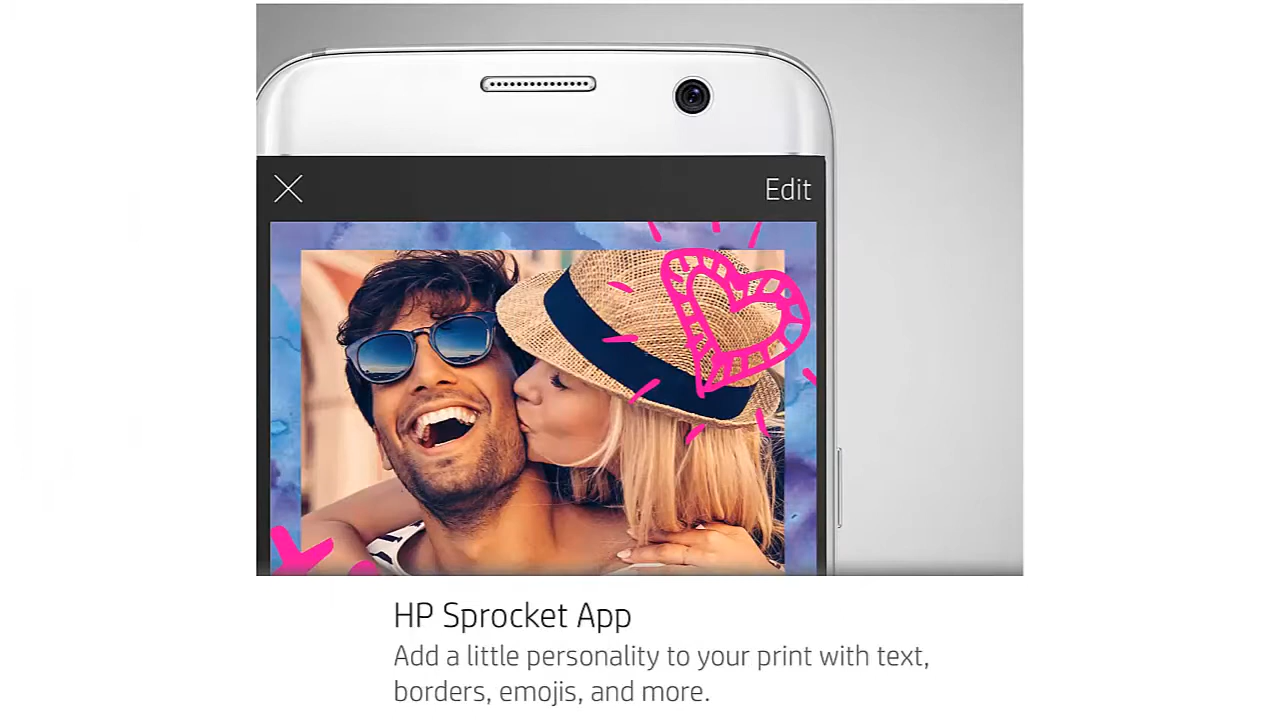 Edit
HP Sprocket App
Add a little personality to your print with text,
borders, emojis, and more.